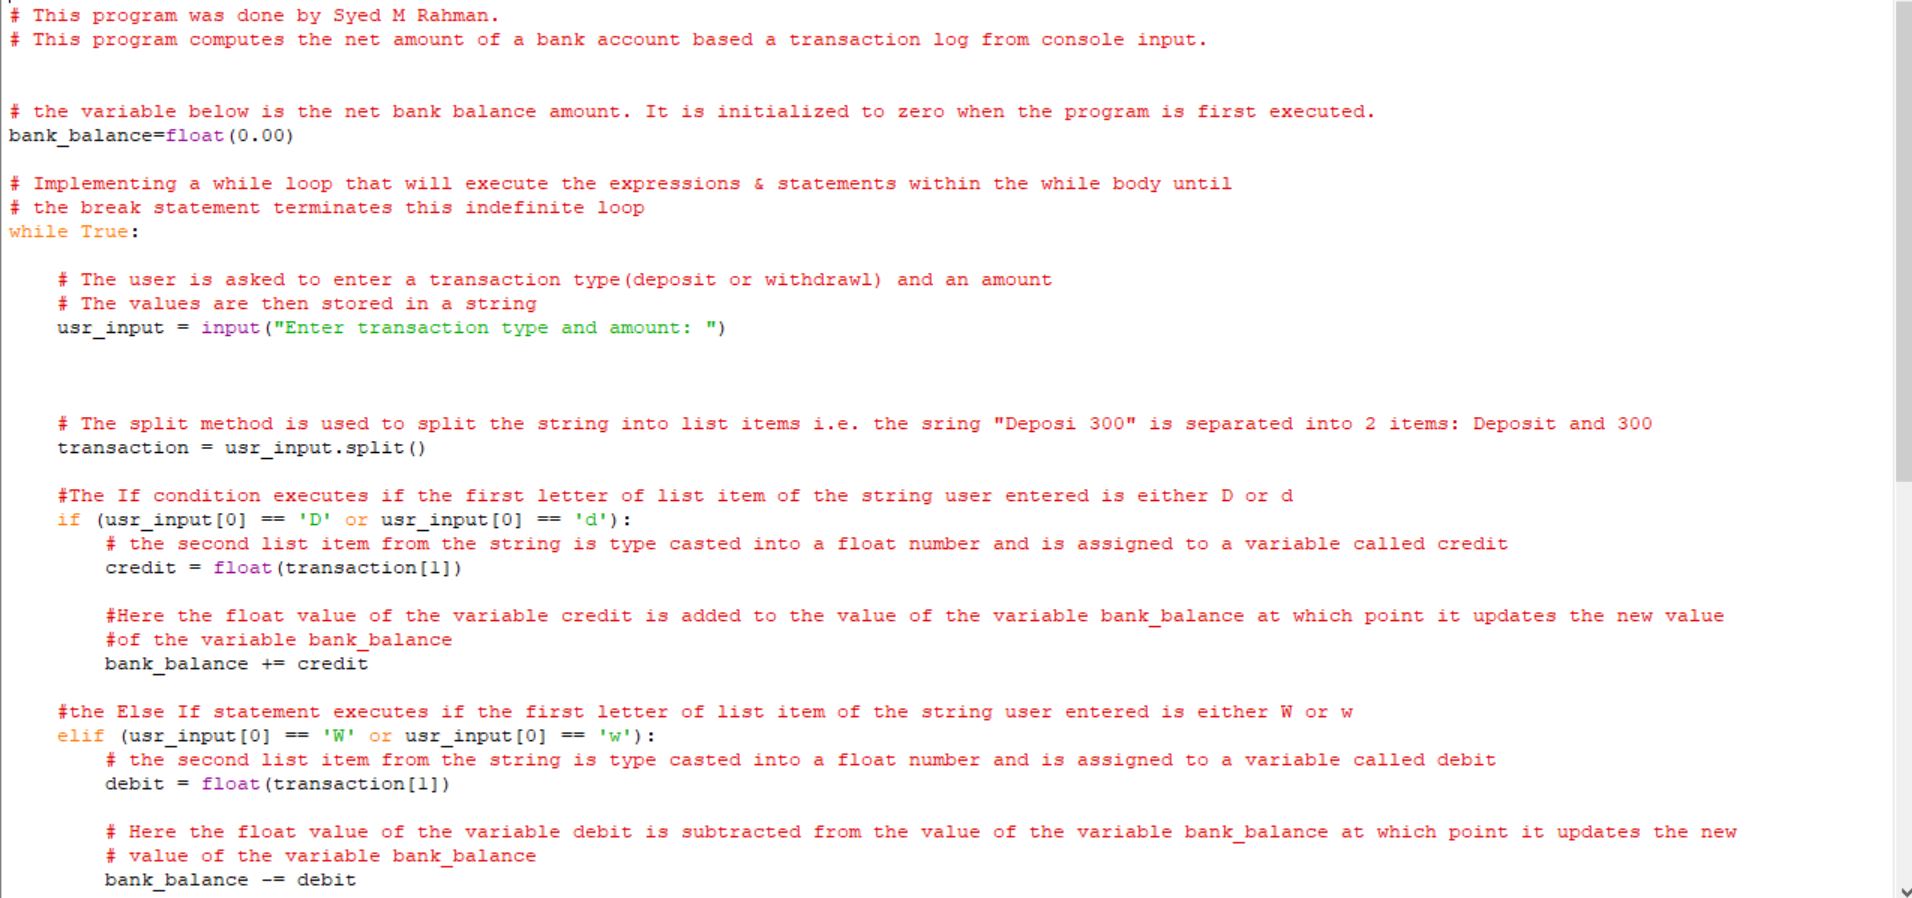 # This program was done by Syed M Rahman.
# This program computes the net amount of a bank account based a transaction log from console input.
# the variable below is the net bank balance amount. It is initialized to zero when the program is first executed.
bank_balance=float(0.00)
# Implementing a while loop that will execute the expressions & statements within the while body until
# the break statement terminates this indefinite loop
while True:
# The user is asked to enter a transaction type(deposit or withdrawl) and an amount
# The values are then stored in a string
usr_input = input("Enter transaction type and amount: ")
# The split method is used to split the string into list items i.e. the sring "Deposi 300" is separated into 2 items: Deposit and 300
transaction = usr_input.split()
#The If condition executes if the first letter of list item of the string user entered is either D or d
if (usr_input[0] == 'D' or usr_input[0] == 'd'):
# the second list item from the string is type casted into a float number and is assigned to a variable called credit
credit = float(transaction[1])
#Here the float value of the variable credit is added to the value of the variable bank_balance at which point it updates the new value
#of the variable bank_balance
bank_balance += credit
#the Else If statement executes if the first letter of list item of the string user entered is either W or w
elif (usr_input[0] == 'W' or usr_input[0] == 'w'):
# the second list item from the string is type casted into a float number and is assigned to a variable called debit
debit = float(transaction[1])
# Here the float value of the variable debit is subtracted from the value of the variable bank_balance at which point it updates the new
# value of the variable bank_balance
bank_balance -= debit